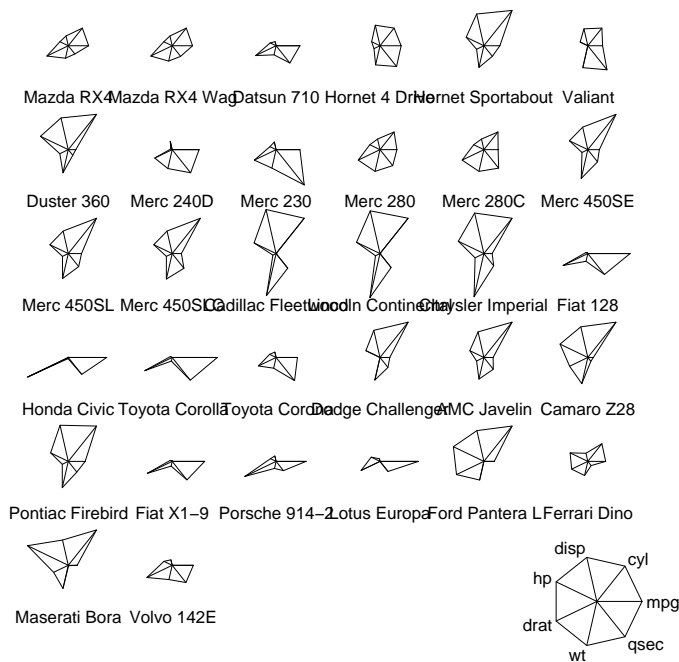 Mazda RX4 Mazda RX4 Wag Datsun 710 Hornet 4 Drive Hornet Sportabout Valiant
Duster 360 Merc 240D Merc 230 Merc 280 Merc 280C Merc 450SE
Merc 450SL Merc 450SLC Cadillac Fleetwood Lincoln Continental Chrysler Imperial Fiat 128
Honda Civic Toyota Corolla Toyota Corona Dodge Challenger AMC Javelin Camaro Z28
Pontiac Firebird Fiat X1−9 Porsche 914−2 Lotus Europa Ford Pantera L Ferrari Dino
Maserati Bora Volvo 142E
disp
cyl
hp
mpg
drat
qsec
wt